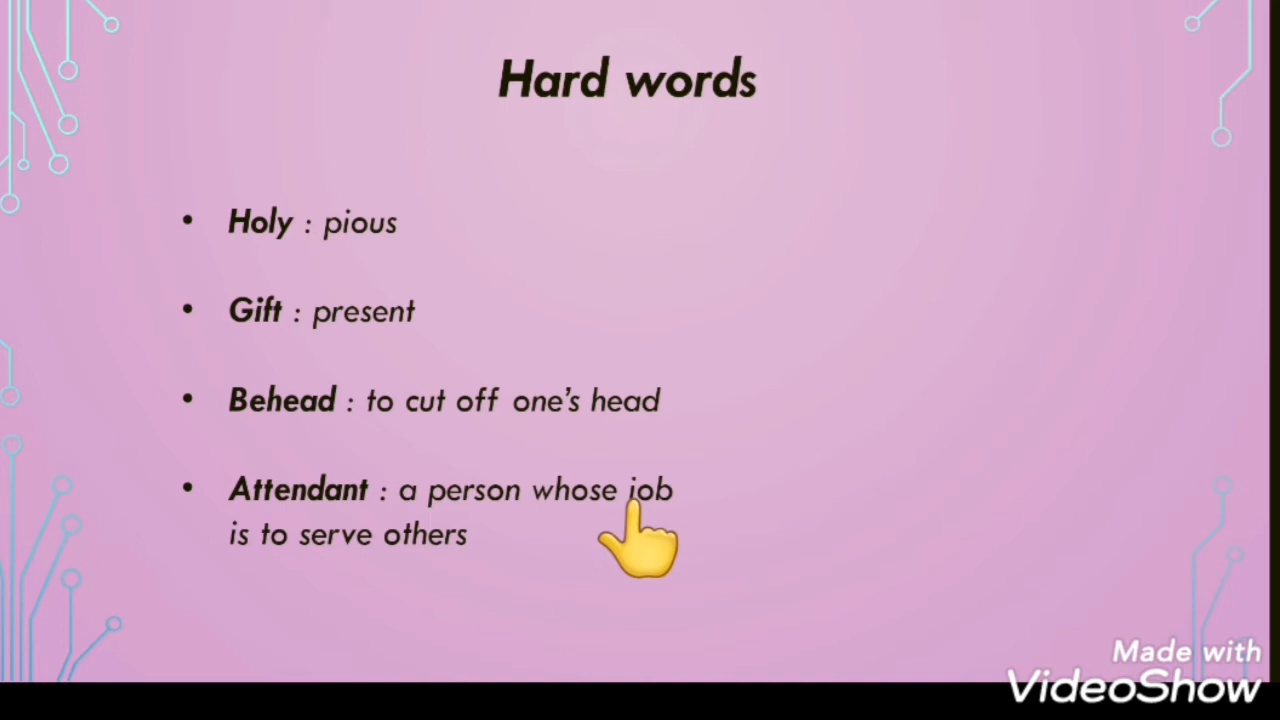 Hard words
• Holy : pious
• Gift : present
• Behead : to cut off one's head
• Attendant : a person whose job
is to serve others
Made with
VideoShow